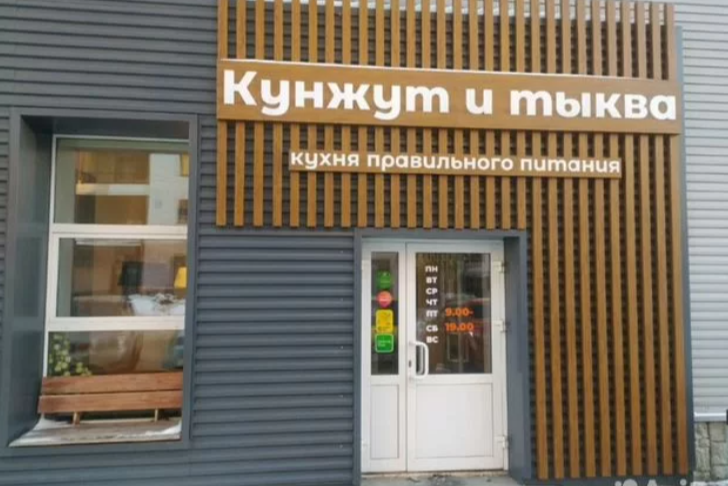 Кунжут и тыква
кухня правильного питания
ПН
ВТ
СР
ЧТ
ПТ 9.00-
СБ 19.00
ВС